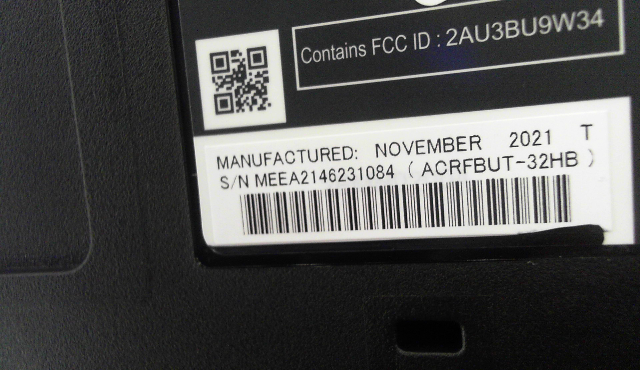 Contains FCC ID : 2AU3BU9W34
MANUFACTURED: NOVEMBER 2021 T
S/N MEEA2146231084 ( ACRFBUT-32HB )